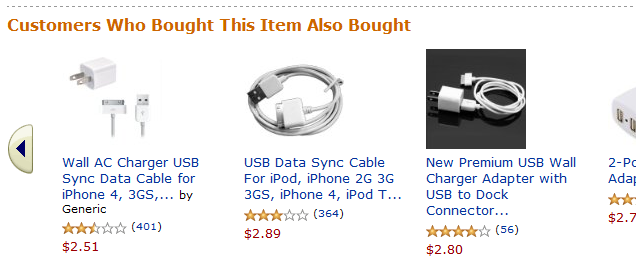 Customers Who Bought This Item Also Bought
Wall AC Charger USB
Sync Data Cable for
iPhone 4, 3GS,... by
Generic
(401)
$2.51
USB Data Sync Cable
For iPod, iPhone 2G 3G
3GS, iPhone 4, iPod T...
(364)
$2.89
New Premium USB Wall
Charger Adapter with
USB to Dock
Connector...
(56)
$2.80
2-Po
Adap
$2.7